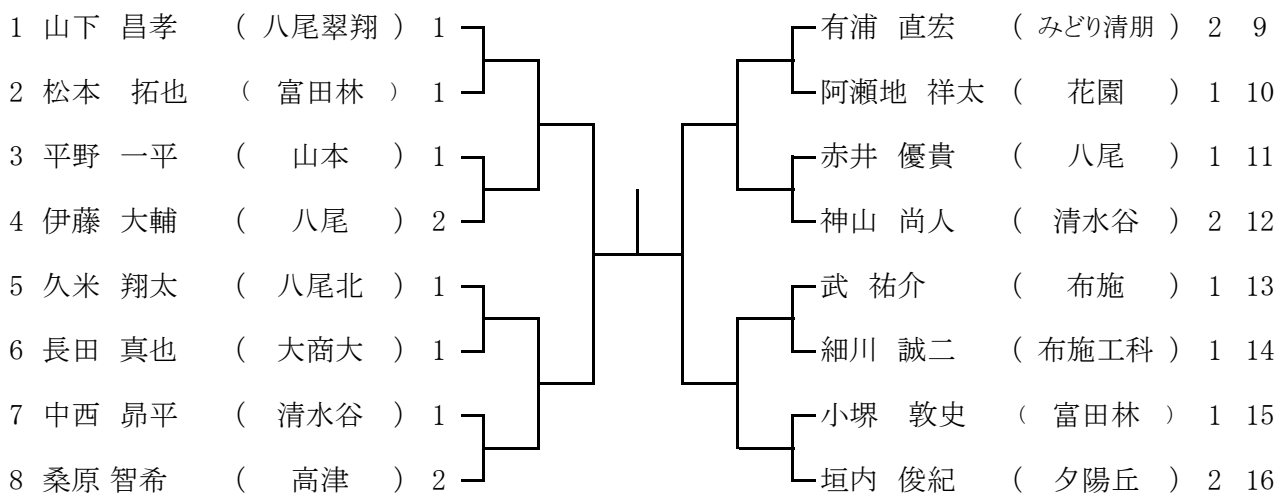 1 山下 昌孝 ( 八尾翠翔 ) 1
2 松本 拓也 ( 富田林 ) 1
3 平野 一平 ( 山本 ) 1
4 伊藤 大輔 ( 八尾 ) 2
5 久米 翔太 ( 八尾北 ) 1
6 長田 真也 ( 大商大 ) 1
7 中西 昴平 ( 清水谷 ) 1
8 桑原 智希 ( 高津 ) 2
有浦 直宏 ( みどり清朋 ) 2 9
阿瀬地 祥太 ( 花園 ) 1 10
赤井 優貴 ( 八尾 ) 1 11
神山 尚人 ( 清水谷 ) 2 12
武 祐介 ( 布施 ) 1 13
細川 誠二 ( 布施工科 ) 1 14
小堺 敦史 ( 富田林 ) 1 15
垣内 俊紀 ( 夕陽丘 ) 2 16